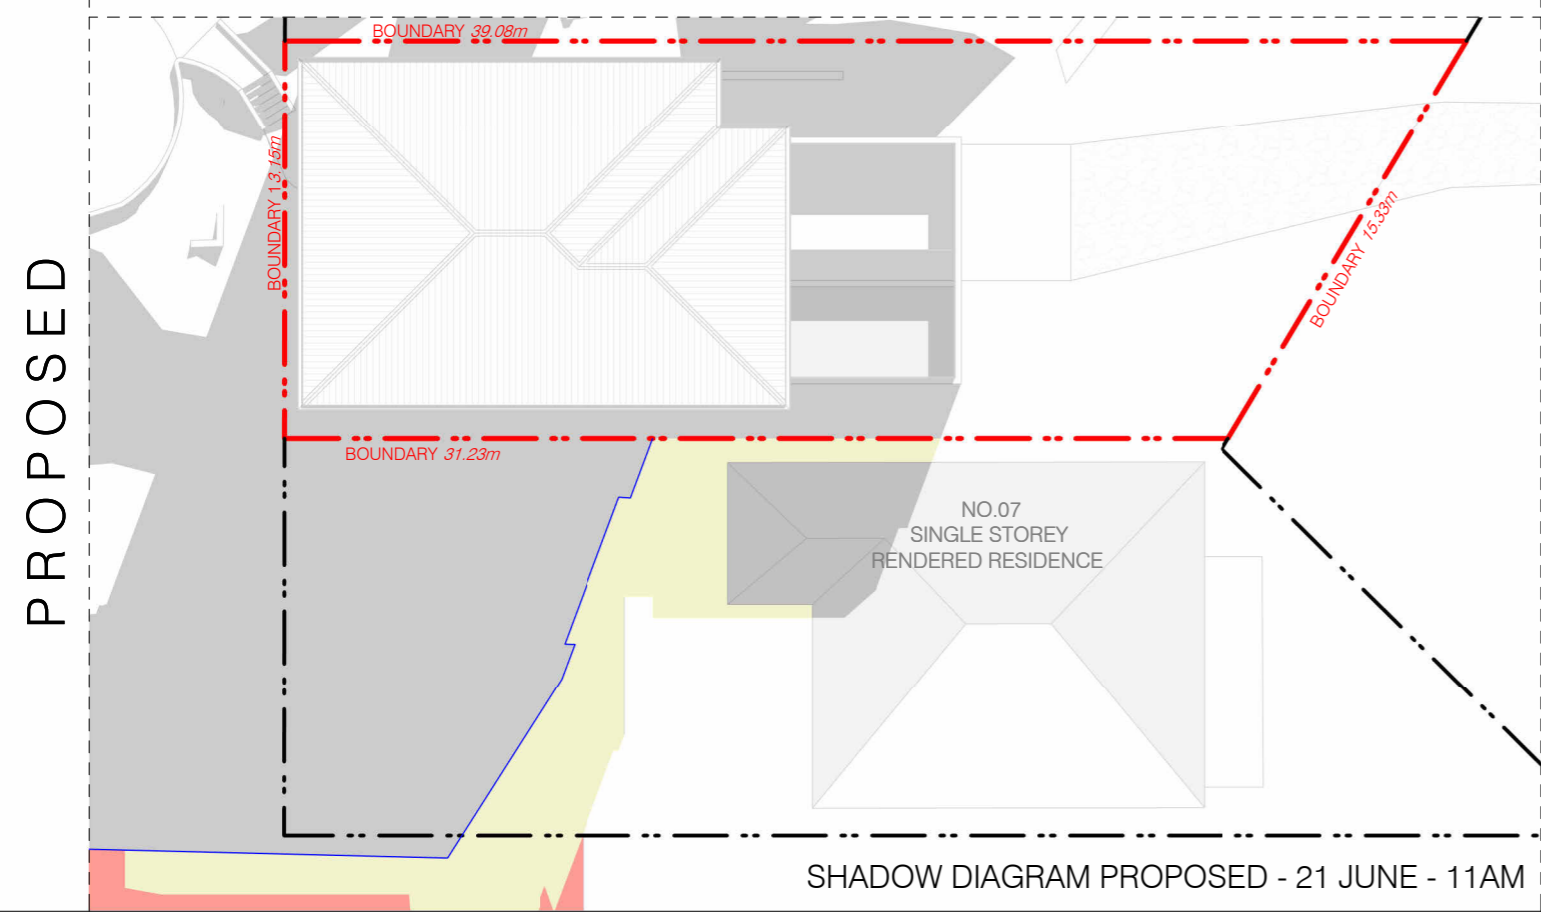 PROPOSED
BOUNDARY 39.08m
BOUNDARY 13.15m
BOUNDARY 15.33m
BOUNDARY 31.23m
NO.07
SINGLE STOREY
RENDERED RESIDENCE
SHADOW DIAGRAM PROPOSED - 21 JUNE - 11AM